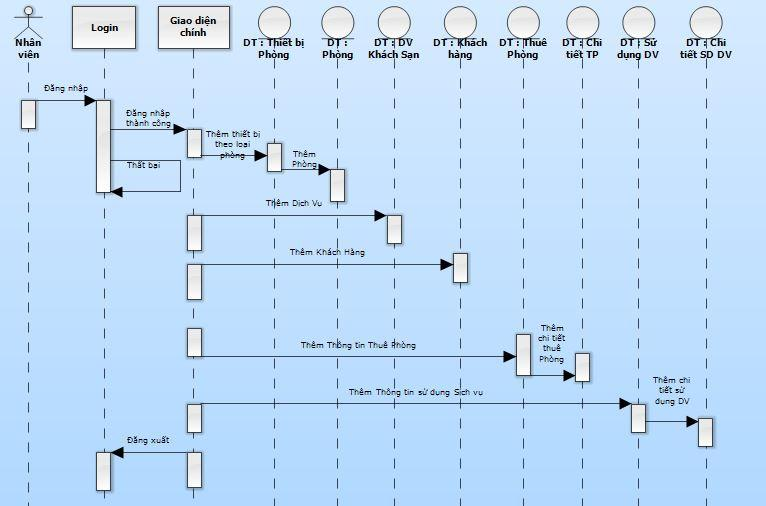 Nhân
viên
Login
Giao diện
chính
DT : Thiết bị
Phòng
DT :
Phòng
DT : DV
Khách Sạn
DT : Khách
hàng
DT : Thuê
Phòng
DT : Chi
tiết TP
DT : Sử
dụng DV
DT : Chi
tiết SD DV
Đăng nhập
Đăng nhập
thành công
Thêm thiết bị
theo loại
phòng
Thêm
Phòng
Thất bại
Thêm Dịch Vụ
Thêm Khách Hàng
Thêm Thông tin Thuê Phòng
Thêm
chi tiết
thuê
Phòng
Thêm Thông tin sử dụng Sịch vụ
Thêm chi
tiết sử
dụng DV
Đăng xuất